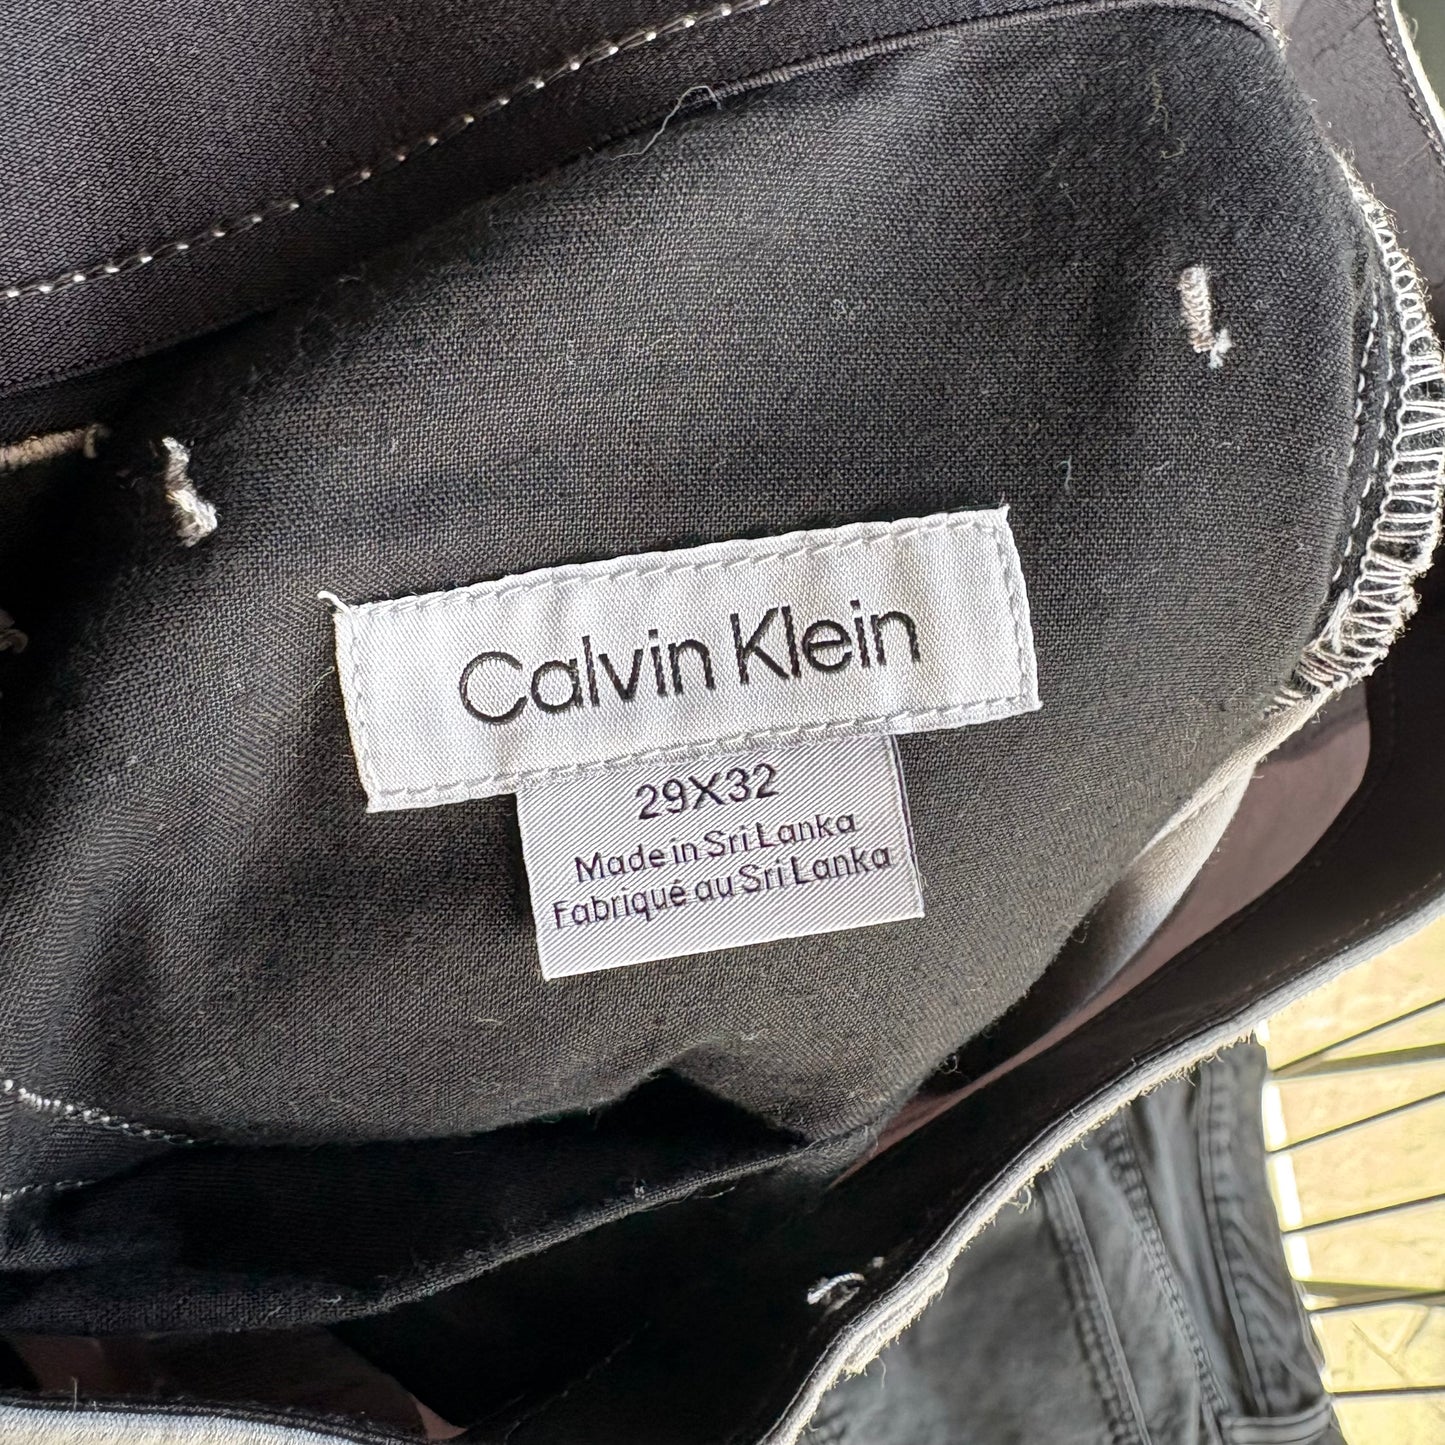 Calvin Klein
29X32
Made in Sri Lanka
Fabriqué au Sri Lanka